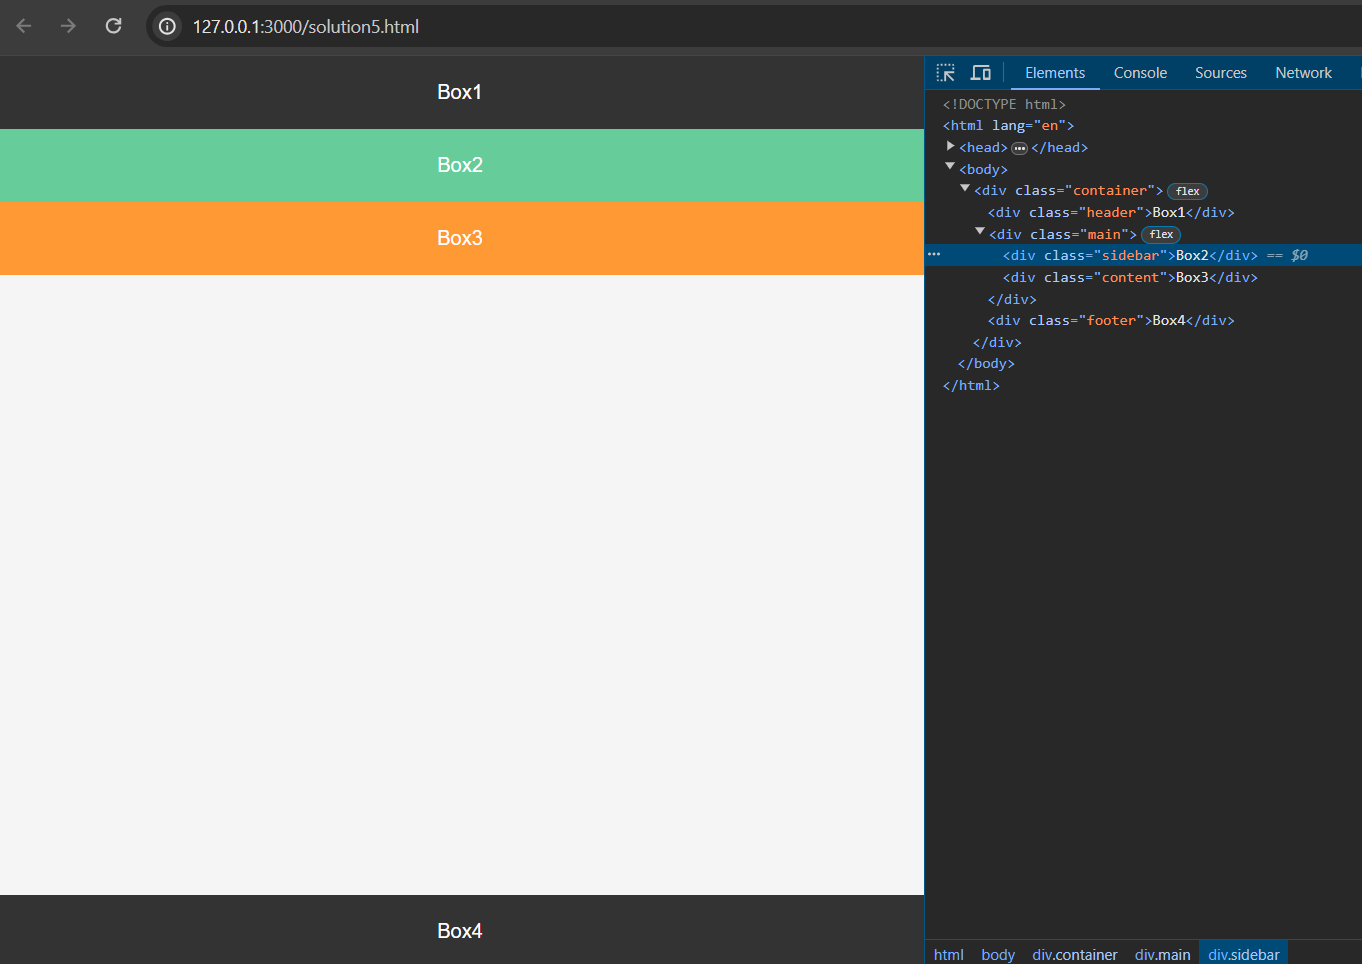 127.0.0.1:3000/solution5.html
Box1
Box2
Box3
Box4
Elements Console Sources Network
<!DOCTYPE html>
<html lang="en">
<head>…</head>
<body>
<div class="container"> flex
<div class="header">Box1</div>
<div class="main"> flex
<div class="sidebar">Box2</div> == $0
<div class="content">Box3</div>
</div>
<div class="footer">Box4</div>
</div>
</body>
</html>
html body div.container div.main div.sidebar